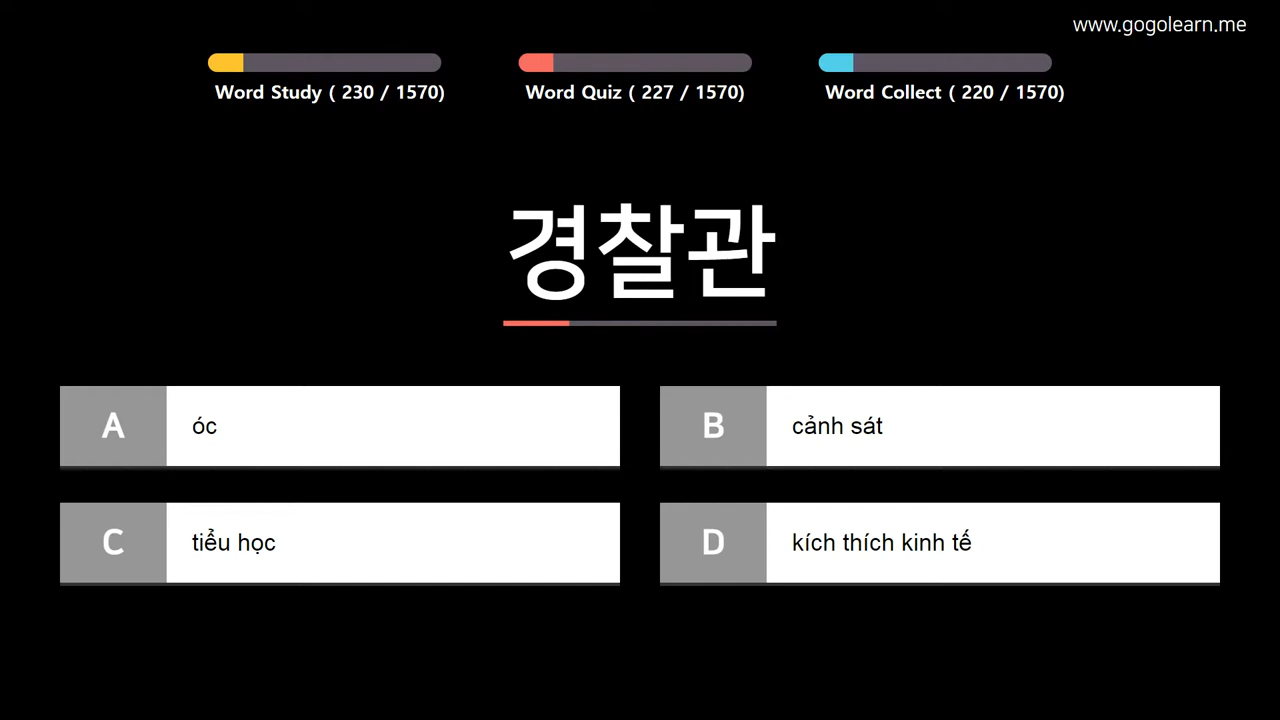 www.gogolearn.me
Word Study ( 230 / 1570)
Word Quiz ( 227 / 1570)
Word Collect ( 220 / 1570)
경찰관
A óc
B cảnh sát
C tiểu học
D kích thích kinh tế